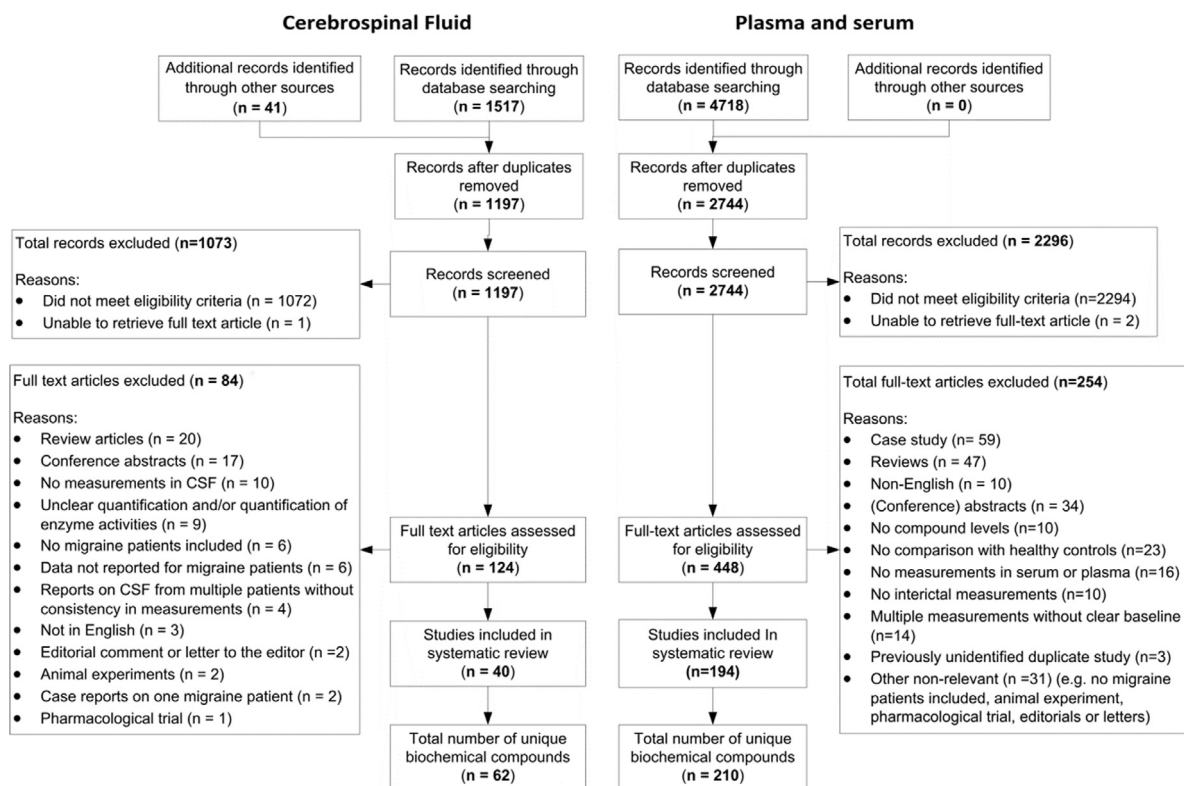 Cerebrospinal Fluid
Additional records identified
through other sources
(n = 41)
Records identified through
database searching
(n = 1517)
Records after duplicates
removed
(n = 1197)
Total records excluded (n=1073)
Reasons:
● Did not meet eligibility criteria (n = 1072)
● Unable to retrieve full text article (n = 1)
Records screened
(n = 1197)
Full text articles excluded (n = 84)
Reasons:
● Review articles (n = 20)
● Conference abstracts (n = 17)
● No measurements in CSF (n = 10)
● Unclear quantification and/or quantification of
enzyme activities (n = 9)
● No migraine patients included (n = 6)
● Data not reported for migraine patients (n = 6)
● Reports on CSF from multiple patients without
consistency in measurements (n = 4)
● Not in English (n = 3)
● Editorial comment or letter to the editor (n =2)
● Animal experiments (n = 2)
● Case reports on one migraine patient (n = 2)
● Pharmacological trial (n = 1)
Full text articles assessed
for eligibility
(n = 124)
Studies included in
systematic review
(n = 40)
Total number of unique
biochemical compounds
(n = 62)
Plasma and serum
Records identified through
database searching
(n = 4718)
Additional records identified
through other sources
(n = 0)
Records after duplicates
removed
(n = 2744)
Records screened
(n = 2744)
Total records excluded (n = 2296)
Reasons:
● Did not meet eligibility criteria (n=2294)
● Unable to retrieve full-text article (n = 2)
Total full-text articles excluded (n=254)
Reasons:
● Case study (n= 59)
● Reviews (n = 47)
● Non-English (n = 10)
● (Conference) abstracts (n = 34)
● No compound levels (n=10)
● No comparison with healthy controls (n=23)
● No measurements in serum or plasma (n=16)
● No interictal measurements (n=10)
● Multiple measurements without clear baseline
(n=14)
● Previously unidentified duplicate study (n=3)
● Other non-relevant (n =31) (e.g. no migraine
patients included, animal experiment,
pharmacological trial, editorials or letters)
Full-text articles assessed
for eligibility
(n = 448)
Studies included In
systematic review
(n=194)
Total number of unique
biochemical compounds
(n = 210)